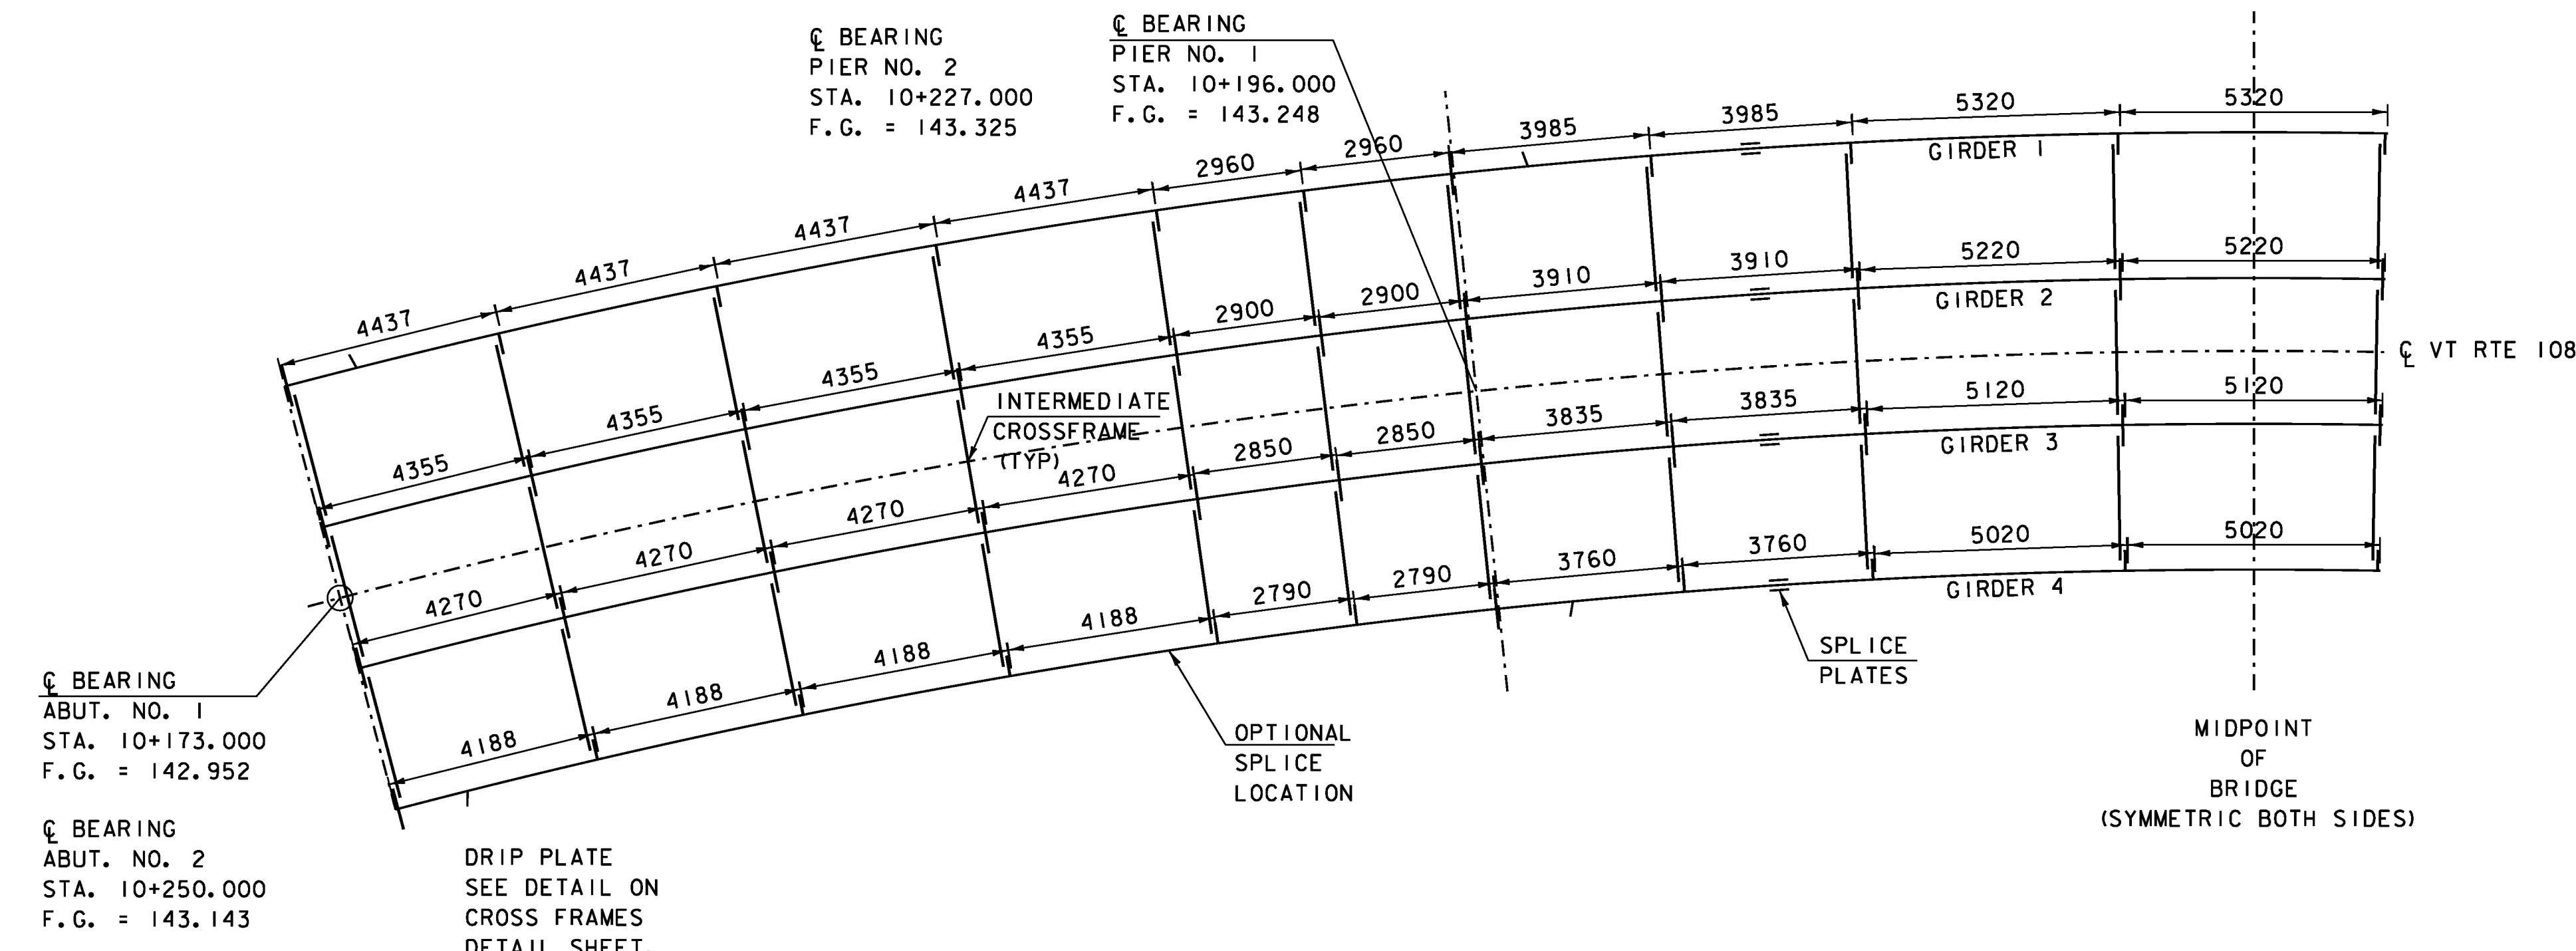 ℄ BEARING
PIER NO. 2
STA. 10+227.000
F.G. = 143.325
℄ BEARING
PIER NO. 1
STA. 10+196.000
F.G. = 143.248
4437
4437
4437
4437
2960
2960
3985
3985
5320
5320
GIRDER 1
4355
4355
4355
4355
2900
2900
3910
3910
5220
5220
GIRDER 2
℄ VT RTE 108
INTERMEDIATE
CROSSFRAME
(TYP)
4270
4270
4270
4270
2850
2850
3835
3835
5120
5120
GIRDER 3
4188
4188
4188
4188
2790
2790
3760
3760
5020
5020
GIRDER 4
℄ BEARING
ABUT. NO. 1
STA. 10+173.000
F.G. = 142.952
℄ BEARING
ABUT. NO. 2
STA. 10+250.000
F.G. = 143.143
DRIP PLATE
SEE DETAIL ON
CROSS FRAMES
DETAIL SHEET.
OPTIONAL
SPLICE
LOCATION
SPLICE
PLATES
MIDPOINT
OF
BRIDGE
(SYMMETRIC BOTH SIDES)